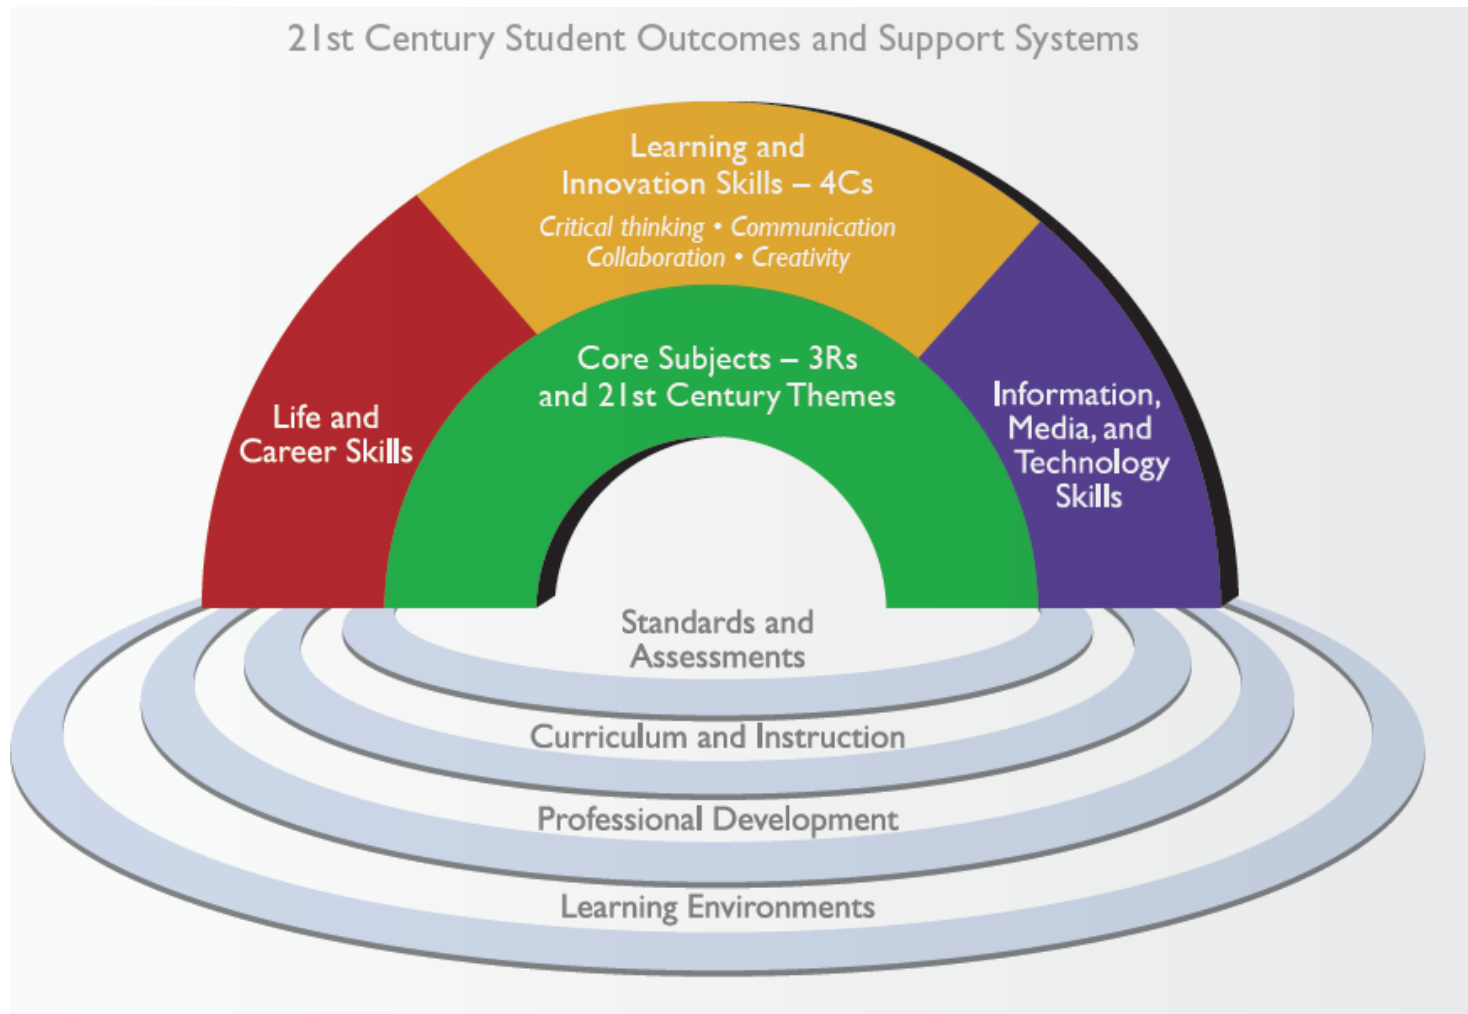 21st Century Student Outcomes and Support Systems
Learning and
Innovation Skills – 4Cs
Critical thinking • Communication
Collaboration • Creativity
Core Subjects – 3Rs
and 21st Century Themes
Life and
Career Skills
Information,
Media, and
Technology
Skills
Standards and
Assessments
Curriculum and Instruction
Professional Development
Learning Environments